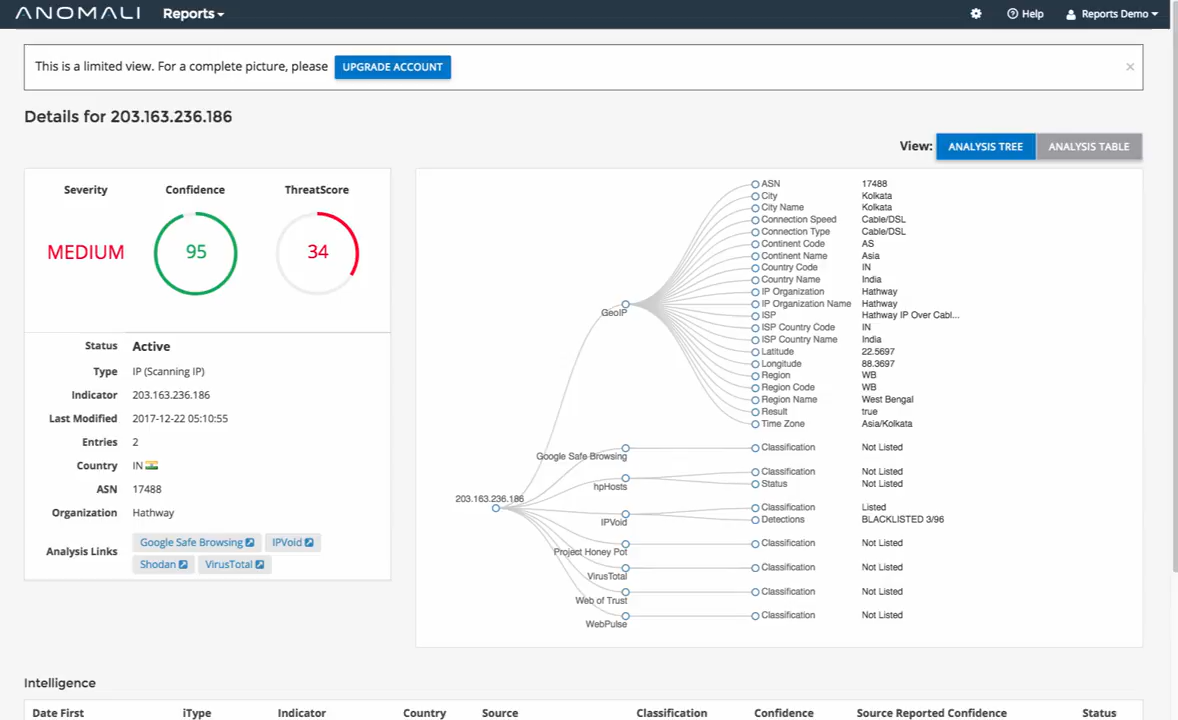 ANOMALI Reports Help Reports Demo
This is a limited view. For a complete picture, please UPGRADE ACCOUNT ×
Details for 203.163.236.186
View: ANALYSIS TREE ANALYSIS TABLE
Severity Confidence ThreatScore
MEDIUM 95 34
Status Active
Type IP (Scanning IP)
Indicator 203.163.236.186
Last Modified 2017-12-22 05:10:55
Entries 2
Country IN
ASN 17488
Organization Hathway
Analysis Links Google Safe Browsing IPVoid
Shodan VirusTotal
203.163.236.186
GeoIP
ASN 17488
City Kolkata
City Name Kolkata
Connection Speed Cable/DSL
Connection Type Cable/DSL
Continent Code AS
Continent Name Asia
Country Code IN
Country Name India
IP Organization Hathway
IP Organization Name Hathway
ISP Hathway IP Over Cabl...
ISP Country Code IN
ISP Country Name India
Latitude 22.5697
Longitude 88.3697
Region WB
Region Code WB
Region Name West Bengal
Result true
Time Zone Asia/Kolkata
Google Safe Browsing Classification Not Listed
hpHosts Classification Not Listed
Status Not Listed
IPVoid Classification Listed
Detections BLACKLISTED 3/96
Project Honey Pot Classification Not Listed
VirusTotal Classification Not Listed
Web of Trust Classification Not Listed
WebPulse Classification Not Listed
Intelligence
Date First iType Indicator Country Source Classification Confidence Source Reported Confidence Status